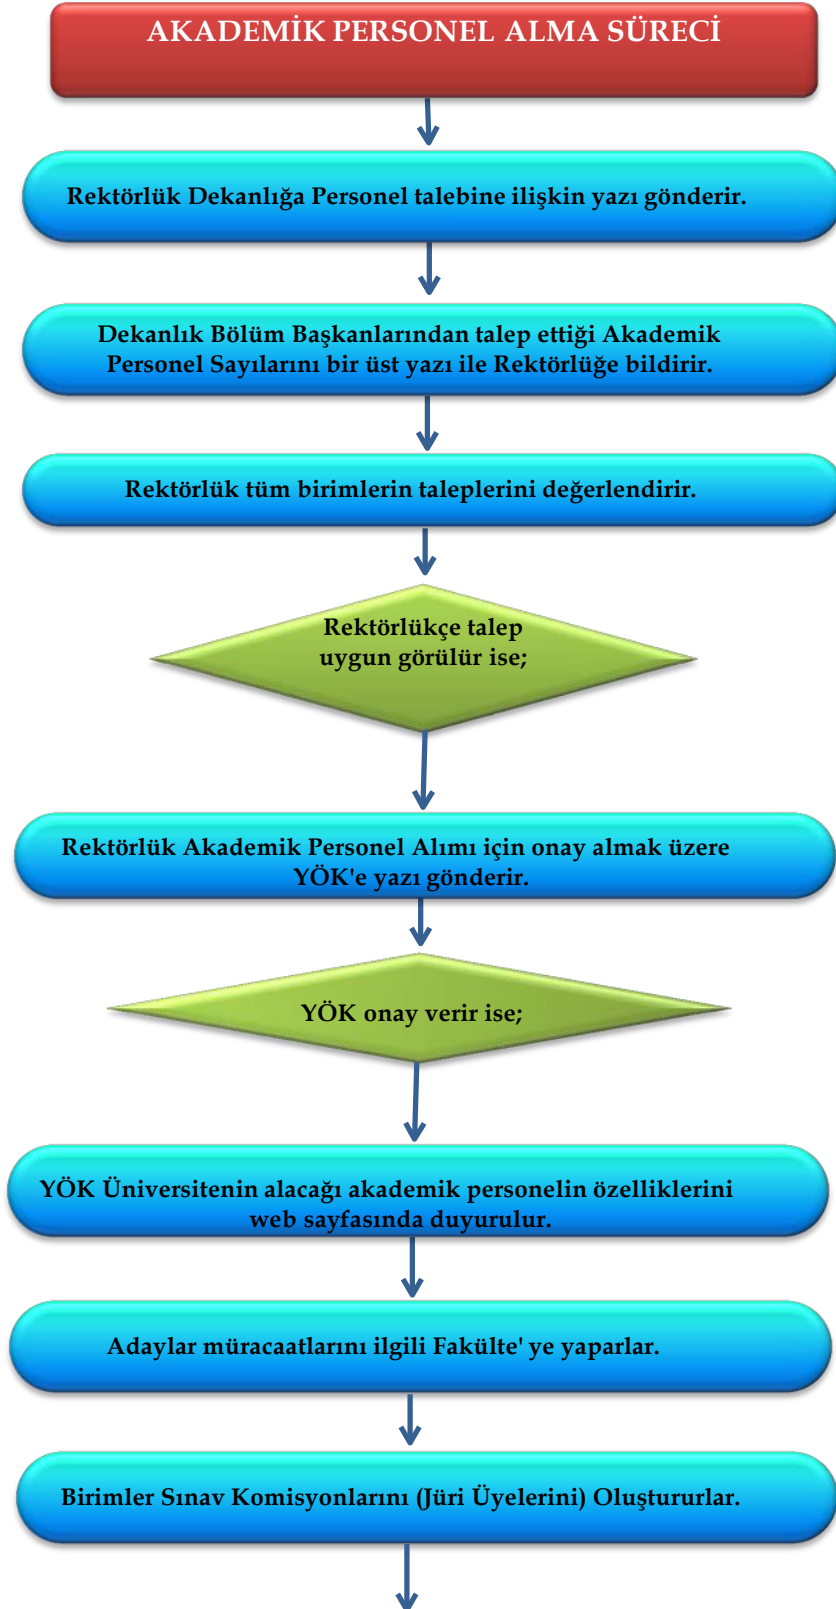 AKADEMİK PERSONEL ALMA SÜRECİ
Rektörlük Dekanlığa Personel talebine ilişkin yazı gönderir.
Dekanlık Bölüm Başkanlarından talep ettiği Akademik
Personel Sayılarını bir üst yazı ile Rektörlüğe bildirir.
Rektörlük tüm birimlerin taleplerini değerlendirir.
Rektörlükçe talep
uygun görülür ise;
Rektörlük Akademik Personel Alımı için onay almak üzere
YÖK'e yazı gönderir.
YÖK onay verir ise;
YÖK Üniversitenin alacağı akademik personelin özelliklerini
web sayfasında duyurulur.
Adaylar müracaatlarını ilgili Fakülte' ye yaparlar.
Birimler Sınav Komisyonlarını (Jüri Üyelerini) Oluştururlar.